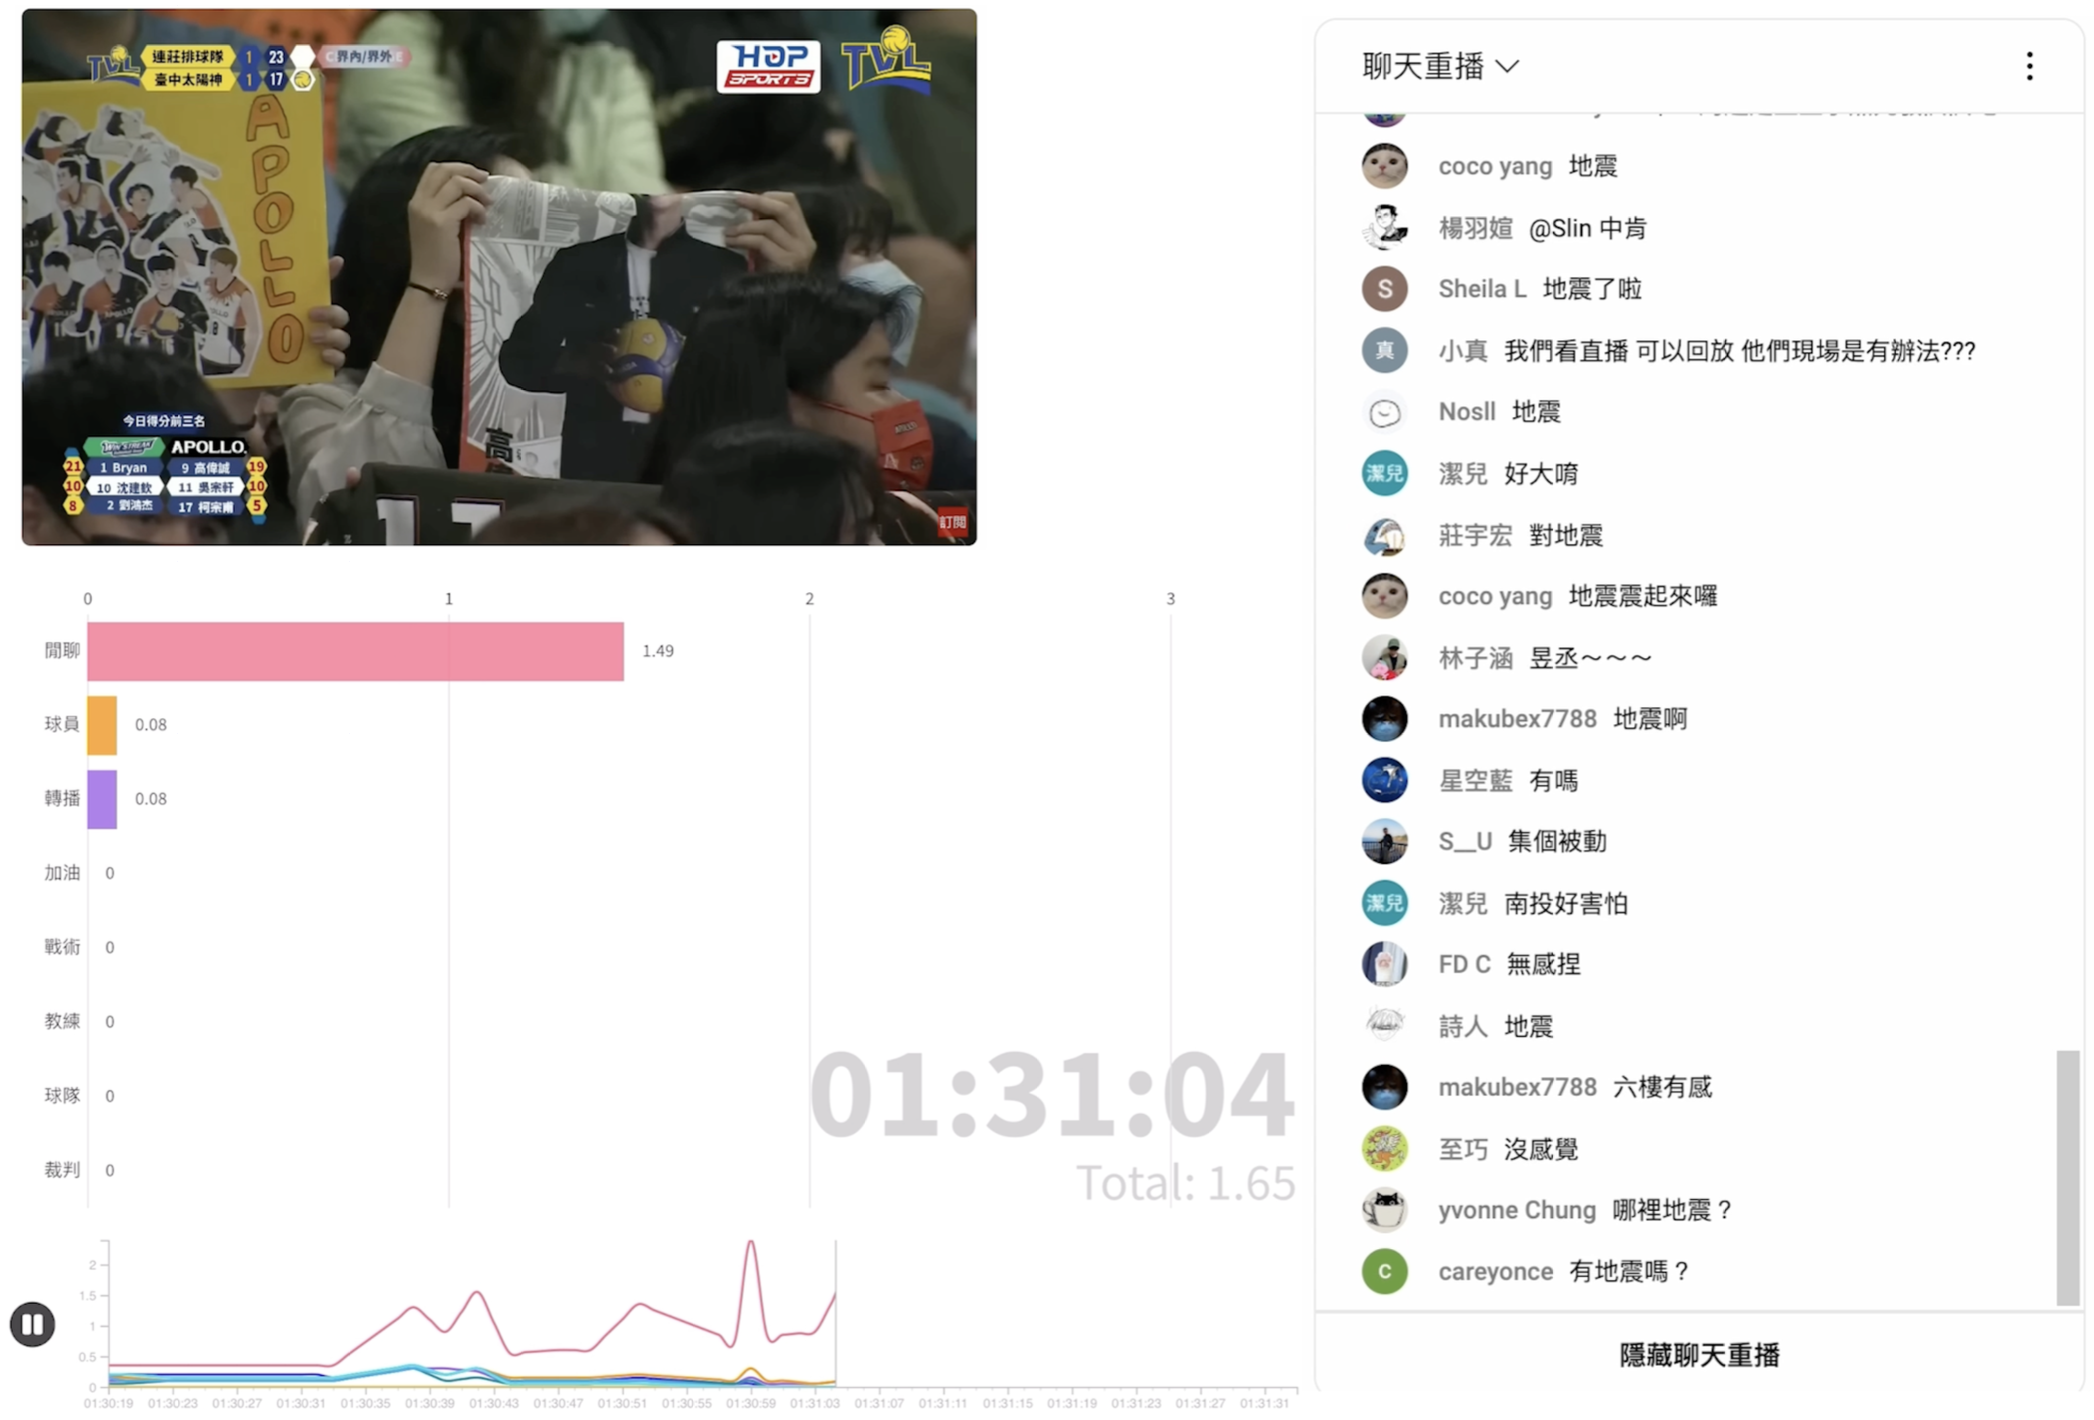 TVL 連莊排球隊 1 23 界內/界外
臺中太陽神 1 17
HOP SPORTS
TVL
APOLLO
高
今日得分前三名
WIN STREAK APOLLO.
21 1 Bryan 9 高偉誠 19
10 10 沈建欽 11 吳宗軒 10
8 2 劉鴻杰 17 柯宗甫 5
17
訂閱
0 1 2 3
閒聊 1.49
球員 0.08
轉播 0.08
加油 0
戰術 0
教練 0
球隊 0
裁判 0
01:31:04
Total: 1.65
2
1.5
1
0.5
0
01:30:19 01:30:23 01:30:27 01:30:31 01:30:35 01:30:39 01:30:43 01:30:47 01:30:51 01:30:55 01:30:59 01:31:03 01:31:07 01:31:11 01:31:15 01:31:19 01:31:23 01:31:27 01:31:31
聊天重播
coco yang 地震
楊羽媗 @Slin 中肯
S Sheila L 地震了啦
真 小真 我們看直播 可以回放 他們現場是有辦法???
Nosll 地震
潔兒 潔兒 好大唷
莊宇宏 對地震
coco yang 地震震起來囉
林子涵 昱丞～～～
makubex7788 地震啊
星空藍 有嗎
S__U 集個被動
潔兒 潔兒 南投好害怕
FD C 無感捏
詩人 地震
makubex7788 六樓有感
至巧 沒感覺
yvonne Chung 哪裡地震？
C careyonce 有地震嗎？
隱藏聊天重播